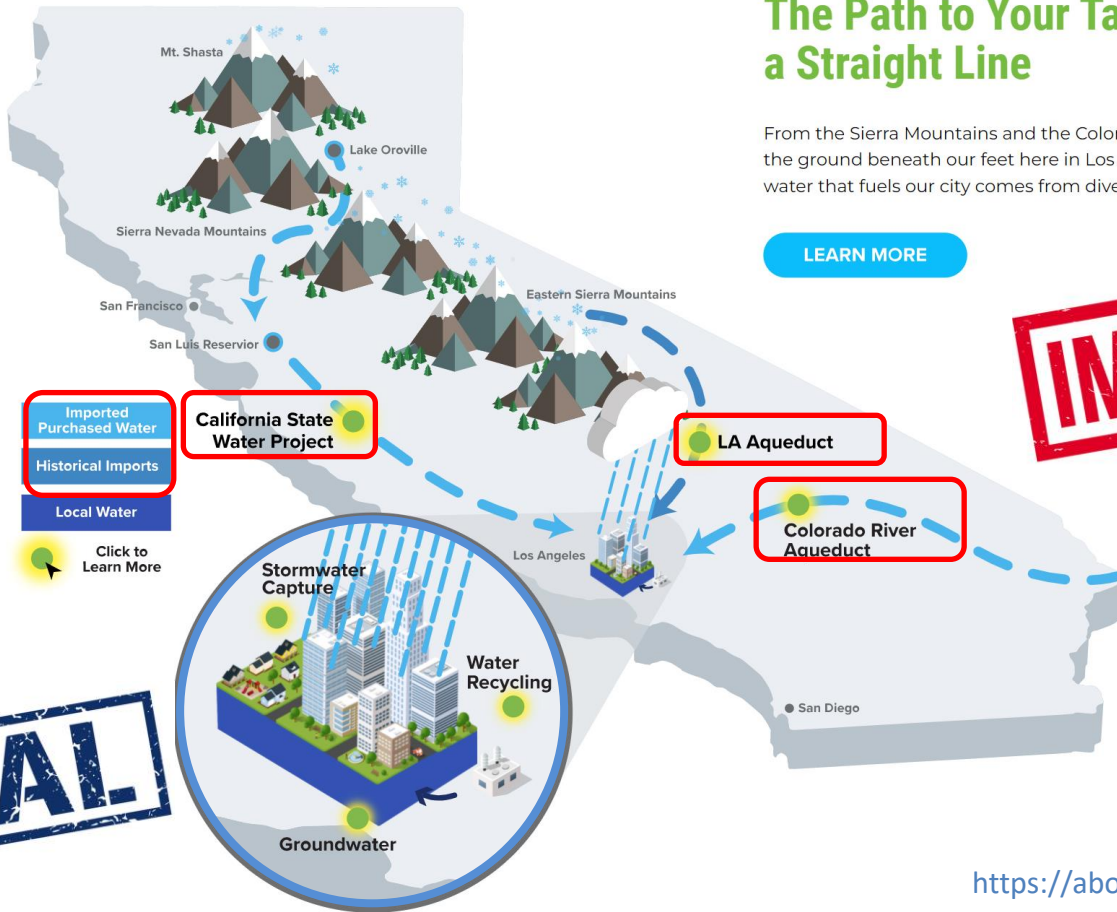 The Path to Your Ta
a Straight Line
From the Sierra Mountains and the Color
the ground beneath our feet here in Los
water that fuels our city comes from dive
LEARN MORE
Mt. Shasta
Lake Oroville
Sierra Nevada Mountains
San Francisco
San Luis Reservior
Eastern Sierra Mountains
Imported
Purchased Water
Historical Imports
Local Water
Click to
Learn More
California State
Water Project
LA Aqueduct
Colorado River
Aqueduct
Los Angeles
Stormwater
Capture
Water
Recycling
Groundwater
San Diego
AL
https://abo